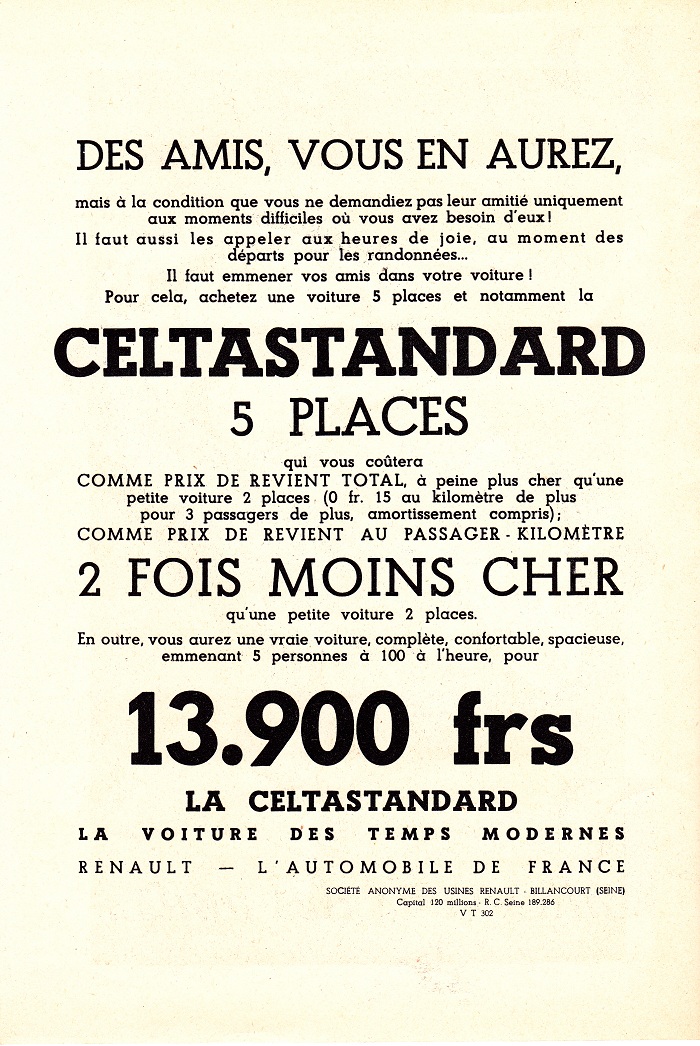 DES AMIS, VOUS EN AUREZ,
mais à la condition que vous ne demandiez pas leur amitié uniquement
aux moments difficiles où vous avez besoin d'eux!
Il faut aussi les appeler aux heures de joie, au moment des
départs pour les randonnées...
Il faut emmener vos amis dans votre voiture!
Pour cela, achetez une voiture 5 places et notamment la
CELTASTANDARD
5 PLACES
qui vous coûtera
COMME PRIX DE REVIENT TOTAL, à peine plus cher qu'une
petite voiture 2 places (0 fr. 15 au kilomètre de plus
pour 3 passagers de plus, amortissement compris);
COMME PRIX DE REVIENT AU PASSAGER-KILOMÈTRE
2 FOIS MOINS CHER
qu'une petite voiture 2 places.
En outre, vous aurez une vraie voiture, complète, confortable, spacieuse,
emmenant 5 personnes à 100 à l'heure, pour
13.900 frs
LA CELTASTANDARD
LA VOITURE DES TEMPS MODERNES
RENAULT — L'AUTOMOBILE DE FRANCE
SOCIÉTÉ ANONYME DES USINES RENAULT - BILLANCOURT (SEINE)
Capital 120 millions - R. C. Seine 189.286
V T 302